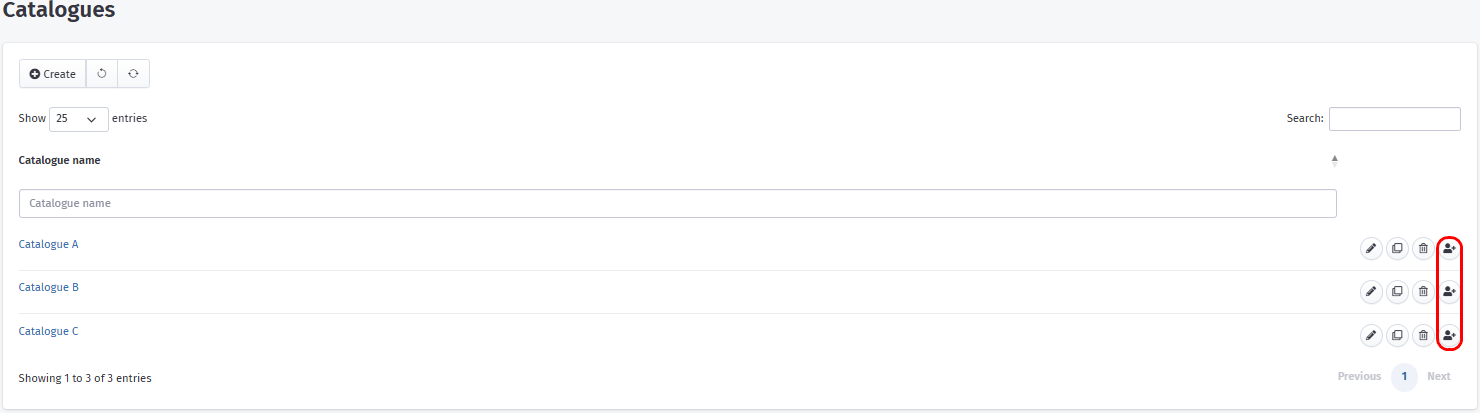 Catalogues
Create
Show 25 entries
Search:
Catalogue name
Catalogue name
Catalogue A
Catalogue B
Catalogue C
Showing 1 to 3 of 3 entries
Previous 1 Next